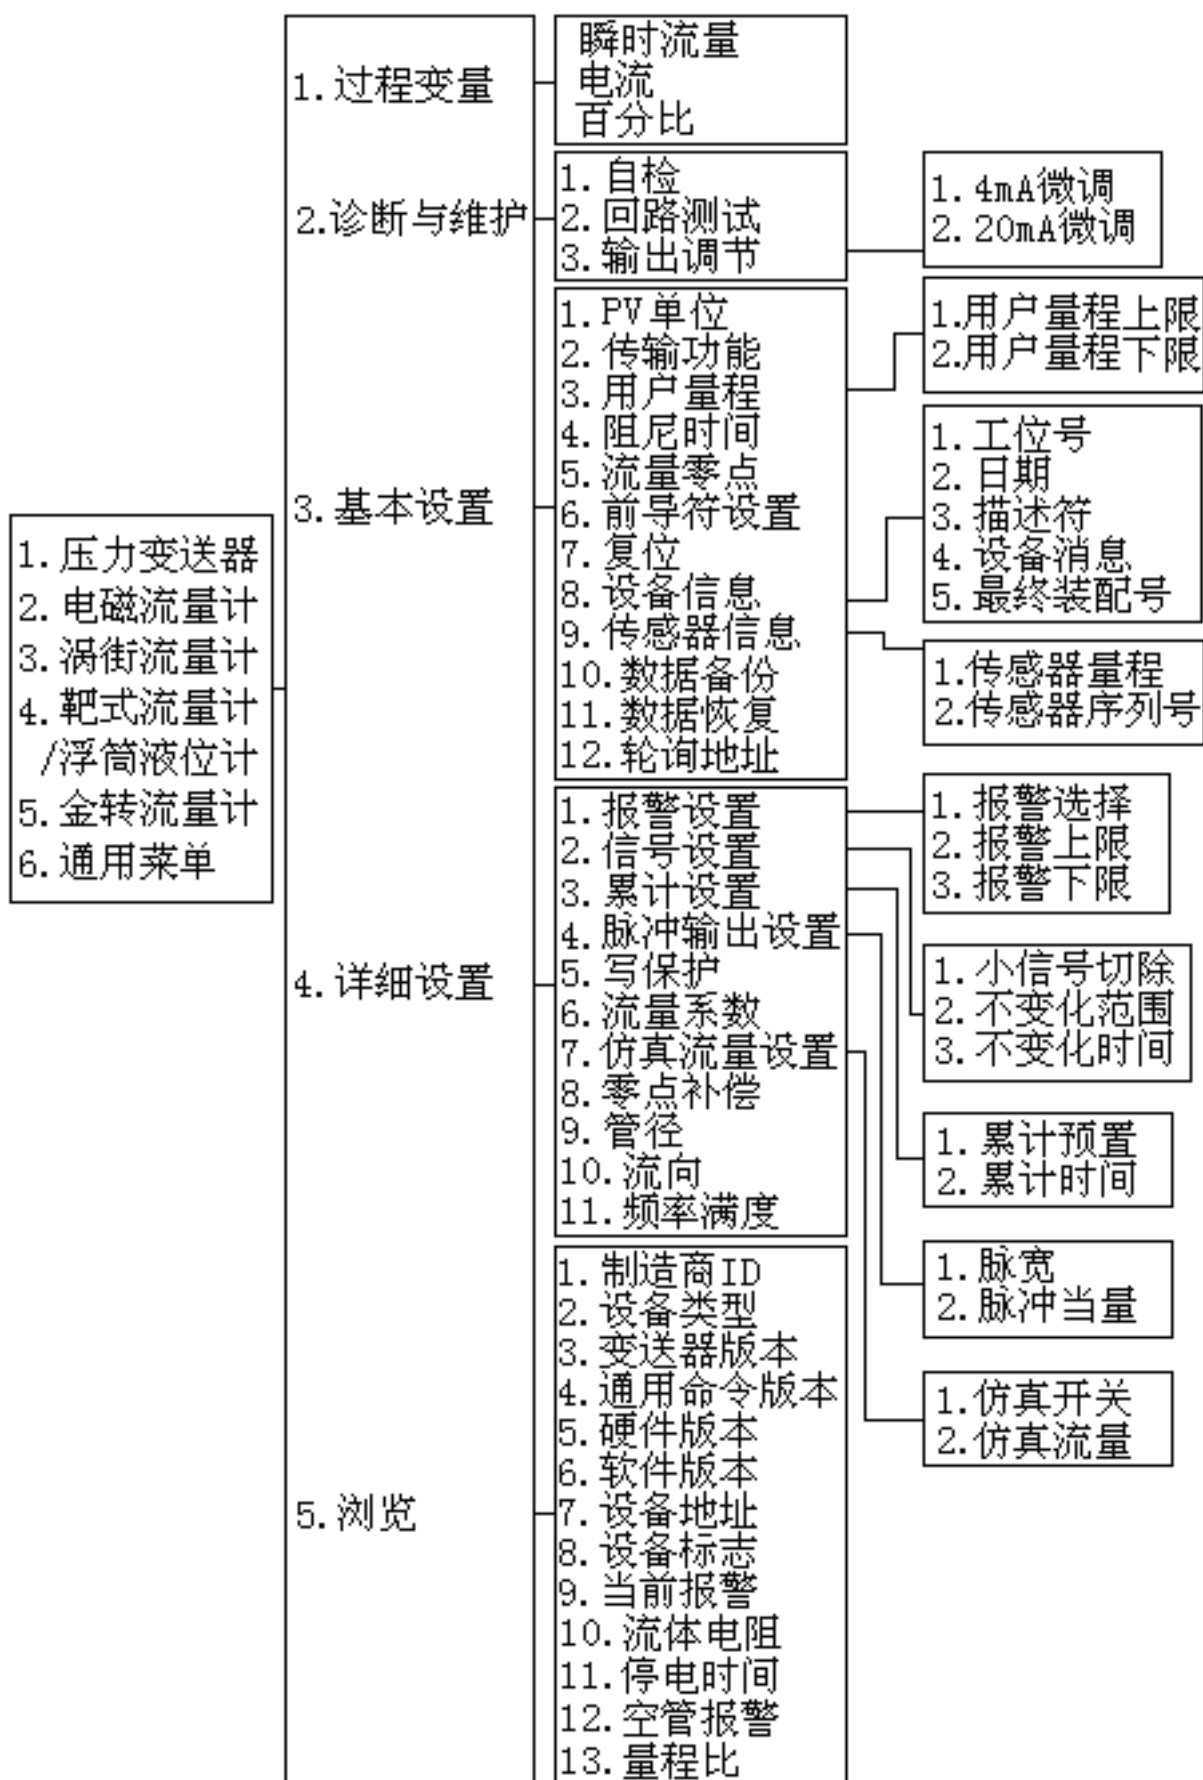 1.压力变送器
2.电磁流量计
3.涡街流量计
4.靶式流量计
/浮筒液位计
5.金转流量计
6.通用菜单
1.过程变量
2.诊断与维护
3.基本设置
4.详细设置
5.浏览
瞬时流量
电流
百分比
1.自检
2.回路测试
3.输出调节
1.PV单位
2.传输功能
3.用户量程
4.阻尼时间
5.流量零点
6.前导符设置
7.复位
8.设备信息
9.传感器信息
10.数据备份
11.数据恢复
12.轮询地址
1.报警设置
2.信号设置
3.累计设置
4.脉冲输出设置
5.写保护
6.流量系数
7.仿真流量设置
8.零点补偿
9.管径
10.流向
11.频率满度
1.制造商ID
2.设备类型
3.变送器版本
4.通用命令版本
5.硬件版本
6.软件版本
7.设备地址
8.设备标志
9.当前报警
10.流体电阻
11.停电时间
12.空管报警
13.量程比
1.4mA微调
2.20mA微调
1.用户量程上限
2.用户量程下限
1.工位号
2.日期
3.描述符
4.设备消息
5.最终装配号
1.传感器量程
2.传感器序列号
1.报警选择
2.报警上限
3.报警下限
1.小信号切除
2.不变化范围
3.不变化时间
1.累计预置
2.累计时间
1.脉宽
2.脉冲当量
1.仿真开关
2.仿真流量